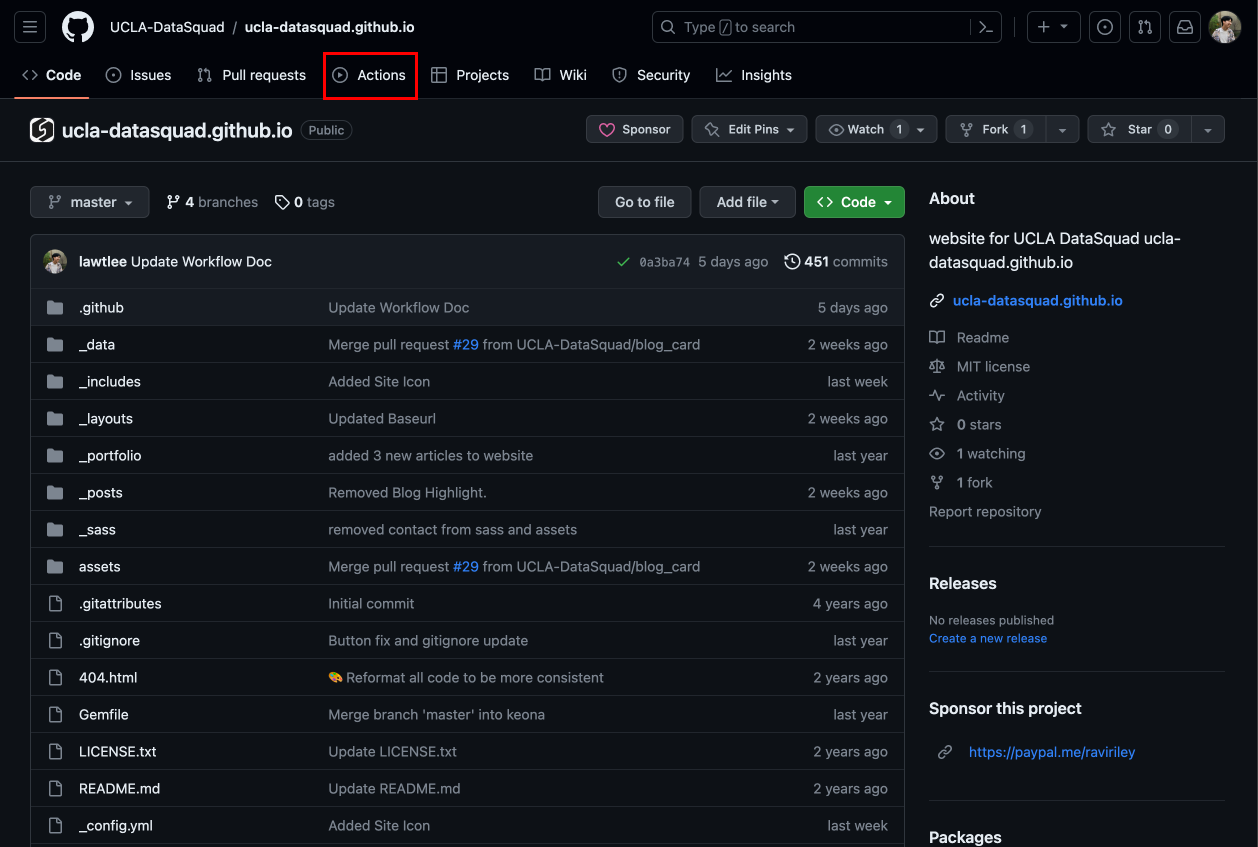 UCLA-DataSquad / ucla-datasquad.github.io
Type / to search
Code Issues Pull requests Actions Projects Wiki Security Insights
ucla-datasquad.github.io Public
Sponsor Edit Pins Watch 1 Fork 1 Star 0
master 4 branches 0 tags
Go to file Add file Code
lawtlee Update Workflow Doc 0a3ba74 5 days ago 451 commits
.github Update Workflow Doc 5 days ago
_data Merge pull request #29 from UCLA-DataSquad/blog_card 2 weeks ago
_includes Added Site Icon last week
_layouts Updated Baseurl 2 weeks ago
_portfolio added 3 new articles to website last year
_posts Removed Blog Highlight. 2 weeks ago
_sass removed contact from sass and assets last year
assets Merge pull request #29 from UCLA-DataSquad/blog_card 2 weeks ago
.gitattributes Initial commit 4 years ago
.gitignore Button fix and gitignore update last year
404.html 🎨 Reformat all code to be more consistent 2 years ago
Gemfile Merge branch 'master' into keona last year
LICENSE.txt Update LICENSE.txt 2 years ago
README.md Update README.md 2 years ago
_config.yml Added Site Icon last week
About
website for UCLA DataSquad ucla-
datasquad.github.io
ucla-datasquad.github.io
Readme
MIT license
Activity
0 stars
1 watching
1 fork
Report repository
Releases
No releases published
Create a new release
Sponsor this project
https://paypal.me/raviriley
Packages